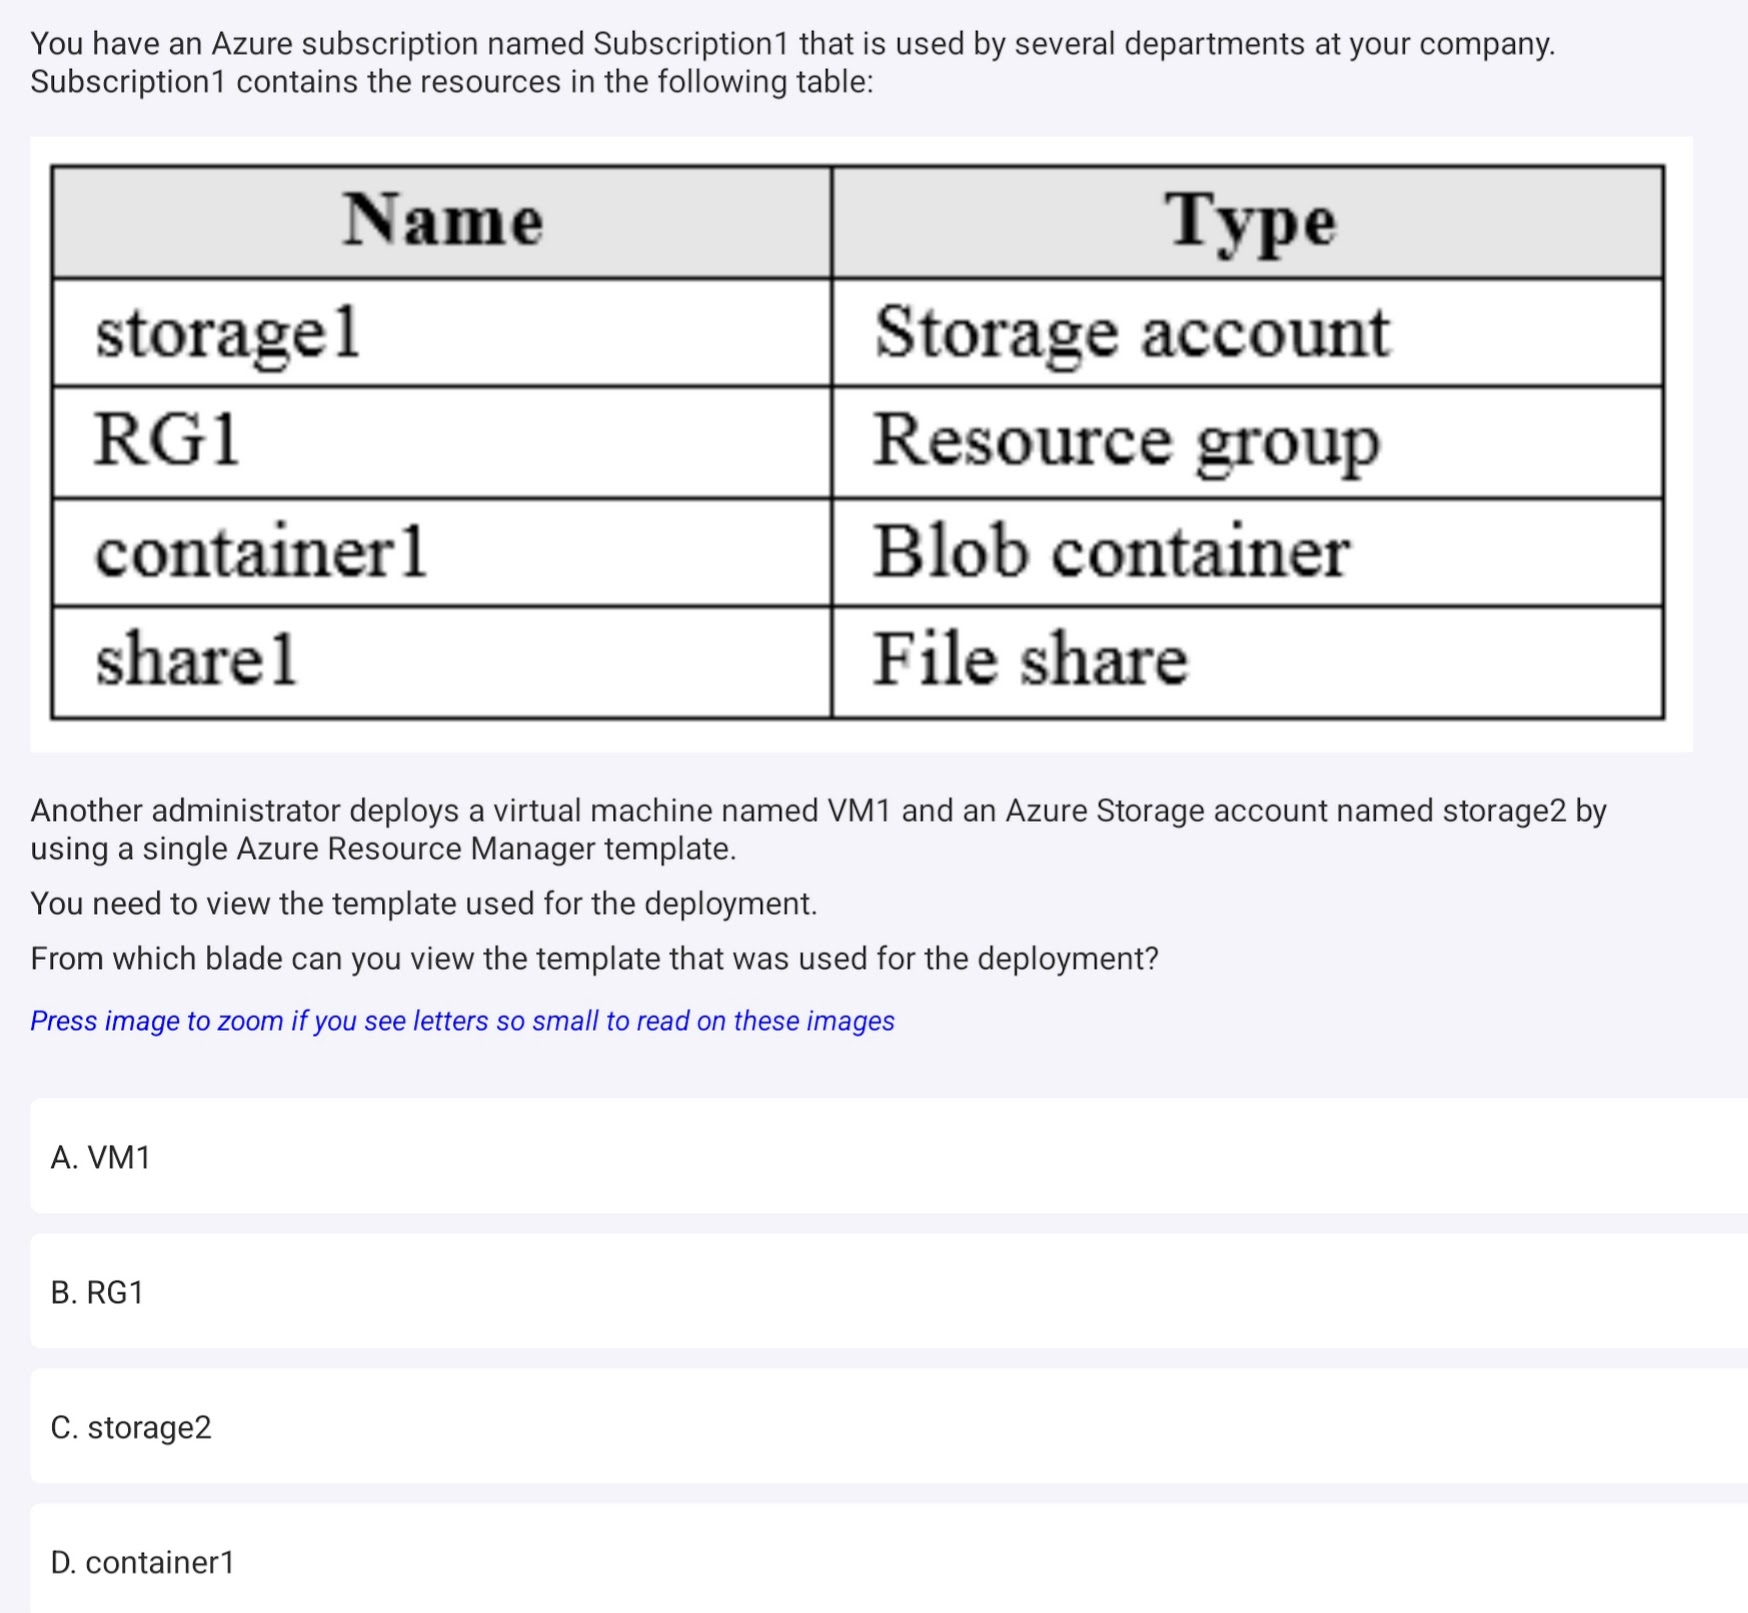 You have an Azure subscription named Subscription1 that is used by several departments at your company.
Subscription1 contains the resources in the following table:
Name Type
storage1 Storage account
RG1 Resource group
container1 Blob container
share1 File share
Another administrator deploys a virtual machine named VM1 and an Azure Storage account named storage2 by
using a single Azure Resource Manager template.
You need to view the template used for the deployment.
From which blade can you view the template that was used for the deployment?
Press image to zoom if you see letters so small to read on these images
A. VM1
B. RG1
C. storage2
D. container1